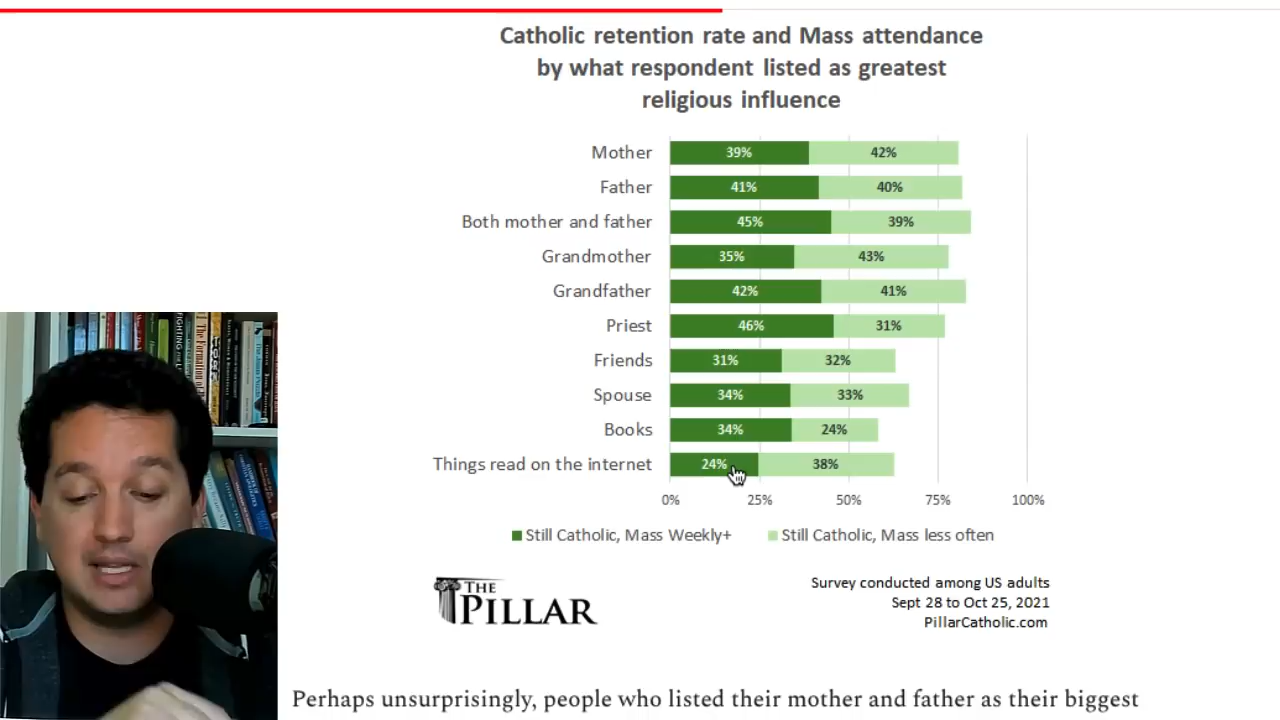 Catholic retention rate and Mass attendance
by what respondent listed as greatest
religious influence
Mother 39% 42%
Father 41% 40%
Both mother and father 45% 39%
Grandmother 35% 43%
Grandfather 42% 41%
Priest 46% 31%
Friends 31% 32%
Spouse 34% 33%
Books 34% 24%
Things read on the internet 24% 38%
0% 25% 50% 75% 100%
Still Catholic, Mass Weekly+ Still Catholic, Mass less often
THE
PILLAR
Survey conducted among US adults
Sept 28 to Oct 25, 2021
PillarCatholic.com
The Formation of
Perhaps unsurprisingly, people who listed their mother and father as their biggest